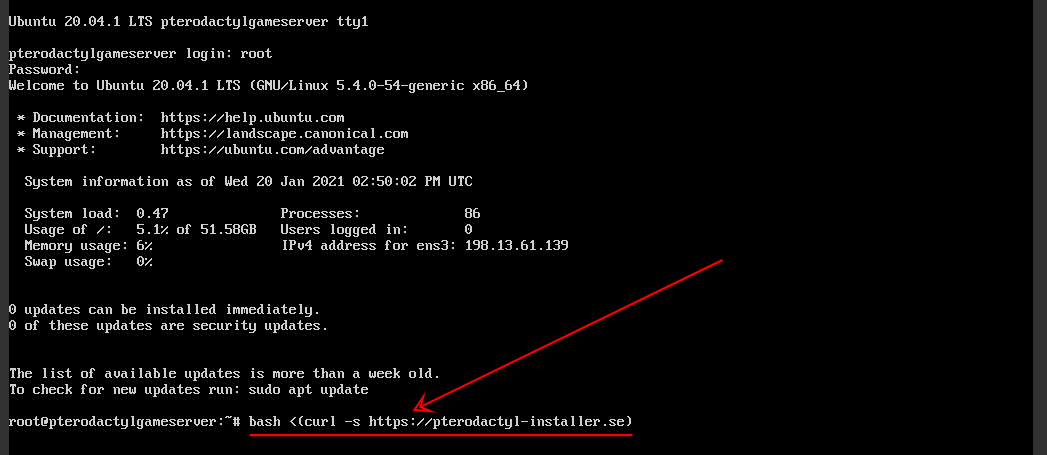 Ubuntu 20.04.1 LTS pterodactylgameserver tty1
pterodactylgameserver login: root
Password:
Welcome to Ubuntu 20.04.1 LTS (GNU/Linux 5.4.0-54-generic x86_64)
* Documentation:  https://help.ubuntu.com
* Management:     https://landscape.canonical.com
* Support:        https://ubuntu.com/advantage
System information as of Wed 20 Jan 2021 02:50:02 PM UTC
System load:  0.47              Processes:             86
Usage of /:   5.1% of 51.58GB   Users logged in:       0
Memory usage: 6%                IPv4 address for ens3: 198.13.61.139
Swap usage:   0%
0 updates can be installed immediately.
0 of these updates are security updates.
The list of available updates is more than a week old.
To check for new updates run: sudo apt update
root@pterodactylgameserver:~# bash <(curl -s https://pterodactyl-installer.se)